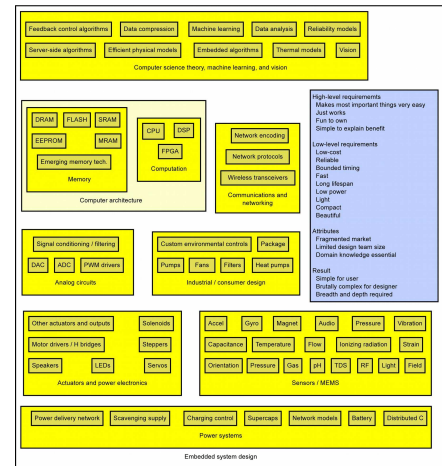 Feedback control algorithms Data compression Machine learning Data analysis Reliability models
Server-side algorithms Efficient physical models Embedded algorithms Thermal models Vision
Computer science theory, machine learning, and vision
DRAM FLASH SRAM
EEPROM MRAM
Emerging memory tech.
Memory
CPU DSP
FPGA
Computation
Computer architecture
Network encoding
Network protocols
Wireless transceivers
Communications and
networking
High-level requirements
Makes most important things very easy
Just works
Fun to own
Simple to explain benefit
Low-level requirements
Low-cost
Reliable
Bounded timing
Fast
Long lifespan
Low power
Light
Compact
Beautiful
Attributes
Fragmented market
Limited design team size
Domain knowledge essential
Result
Simple for user
Brutally complex for designer
Breadth and depth required
Signal conditioning / filtering
DAC ADC PWM drivers
Analog circuits
Custom environmental controls Package
Pumps Fans Filters Heat pumps
Industrial / consumer design
Other actuators and outputs Solenoids
Motor drivers / H bridges Steppers
Speakers LEDs Servos
Actuators and power electronics
Accel Gyro Magnet Audio Pressure Vibration
Capacitance Temperature Flow Ionizing radiation Strain
Orientation Pressure Gas pH TDS RF Light Field
Sensors / MEMS
Power delivery network Scavenging supply Charging control Supercaps Network models Battery Distributed C
Power systems
Embedded system design